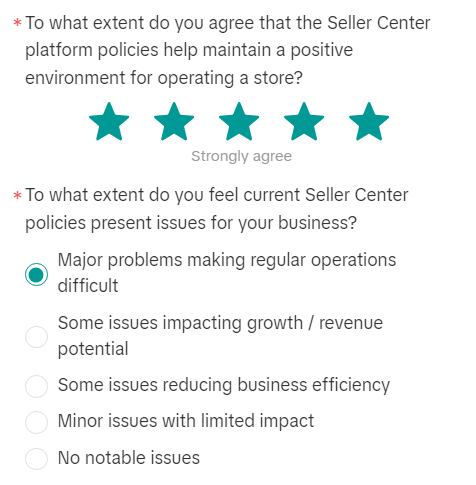 * To what extent do you agree that the Seller Center
platform policies help maintain a positive
environment for operating a store?
Strongly agree
* To what extent do you feel current Seller Center
policies present issues for your business?
Major problems making regular operations
difficult
Some issues impacting growth / revenue
potential
Some issues reducing business efficiency
Minor issues with limited impact
No notable issues